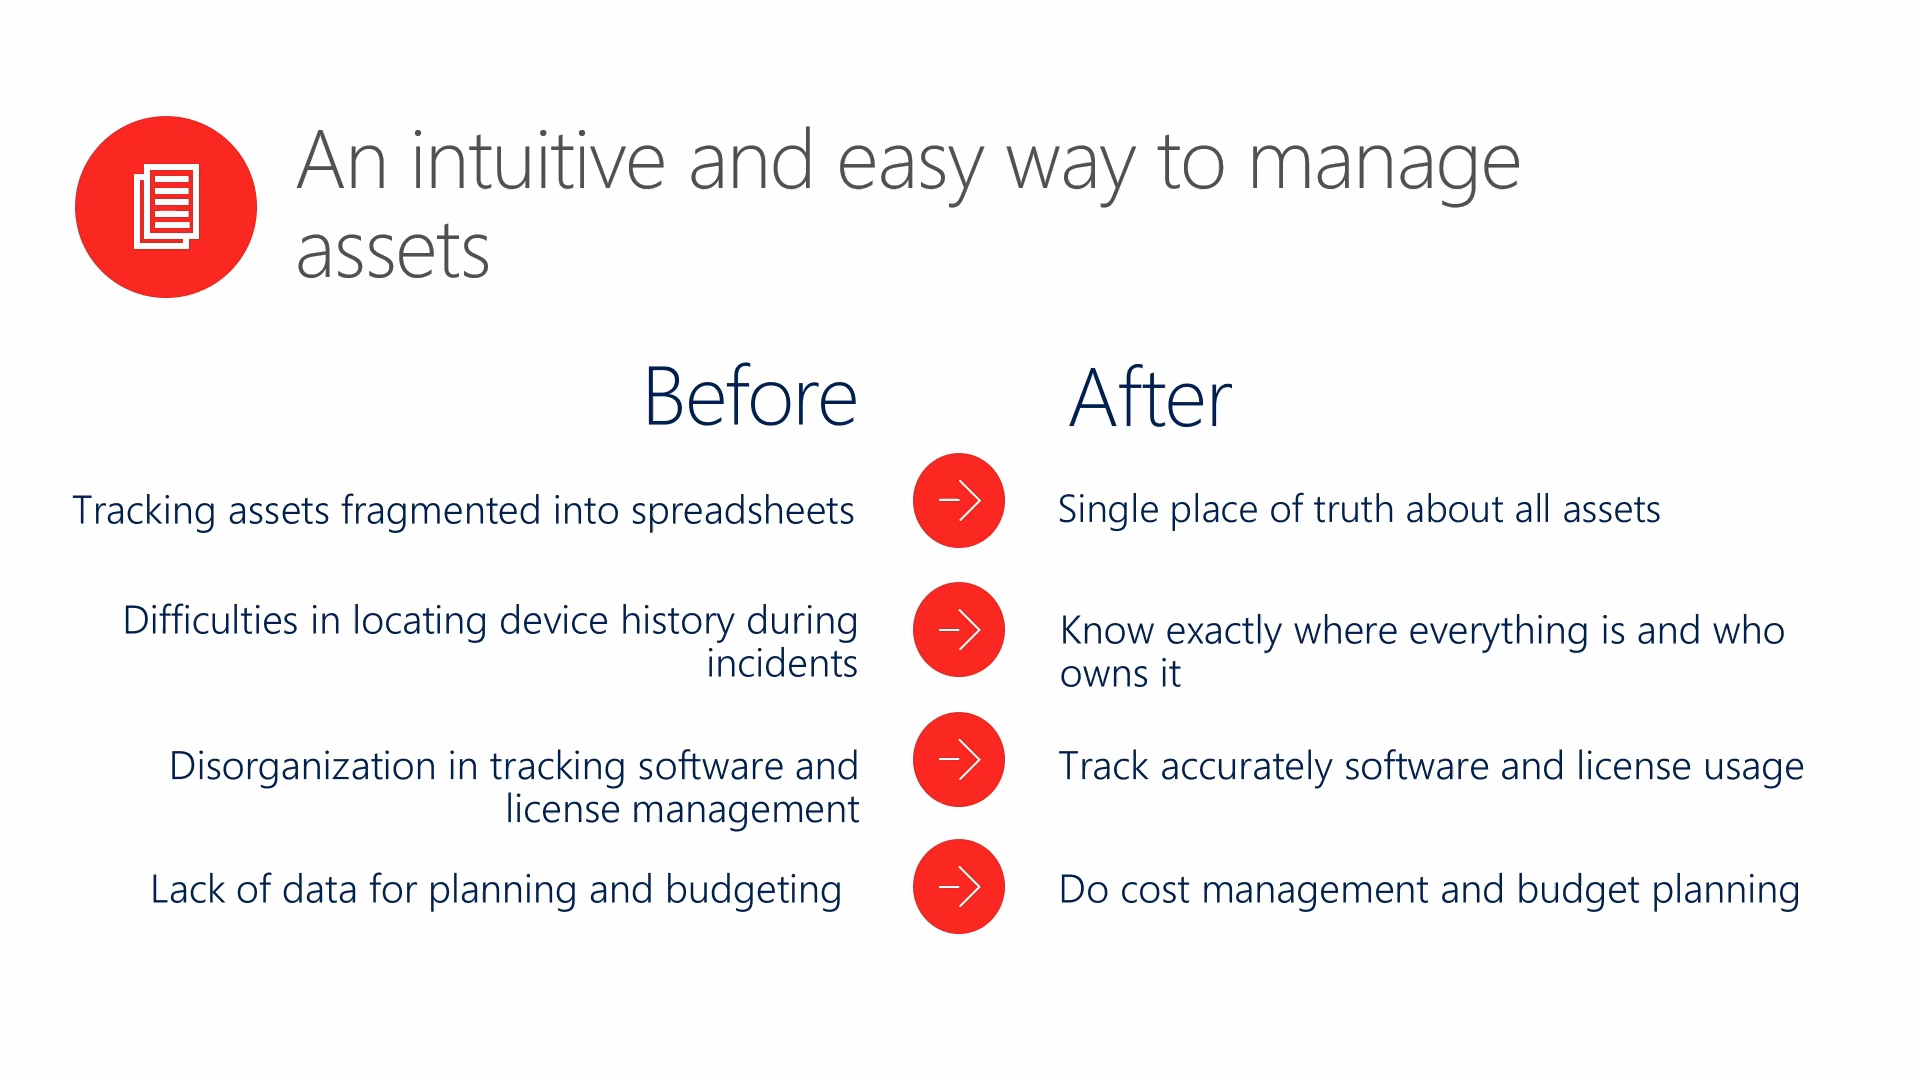 An intuitive and easy way to manage
assets
Before
After
Tracking assets fragmented into spreadsheets
Single place of truth about all assets
Difficulties in locating device history during
incidents
Know exactly where everything is and who
owns it
Disorganization in tracking software and
license management
Track accurately software and license usage
Lack of data for planning and budgeting
Do cost management and budget planning